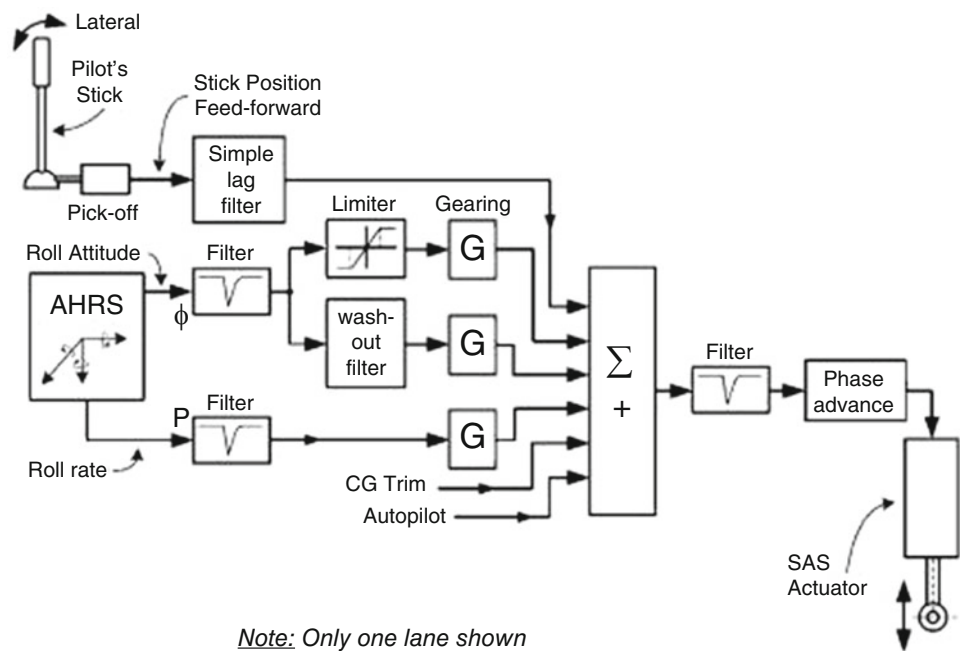 Lateral
Pilot's
Stick
Stick Position
Feed-forward
Simple
lag
filter
Pick-off
Limiter
Gearing
G
Roll Attitude
Filter
AHRS
ϕ
wash-
out
filter
G
Σ
+
Filter
Phase
advance
P
Filter
G
Roll rate
CG Trim
Autopilot
SAS
Actuator
Note: Only one lane shown